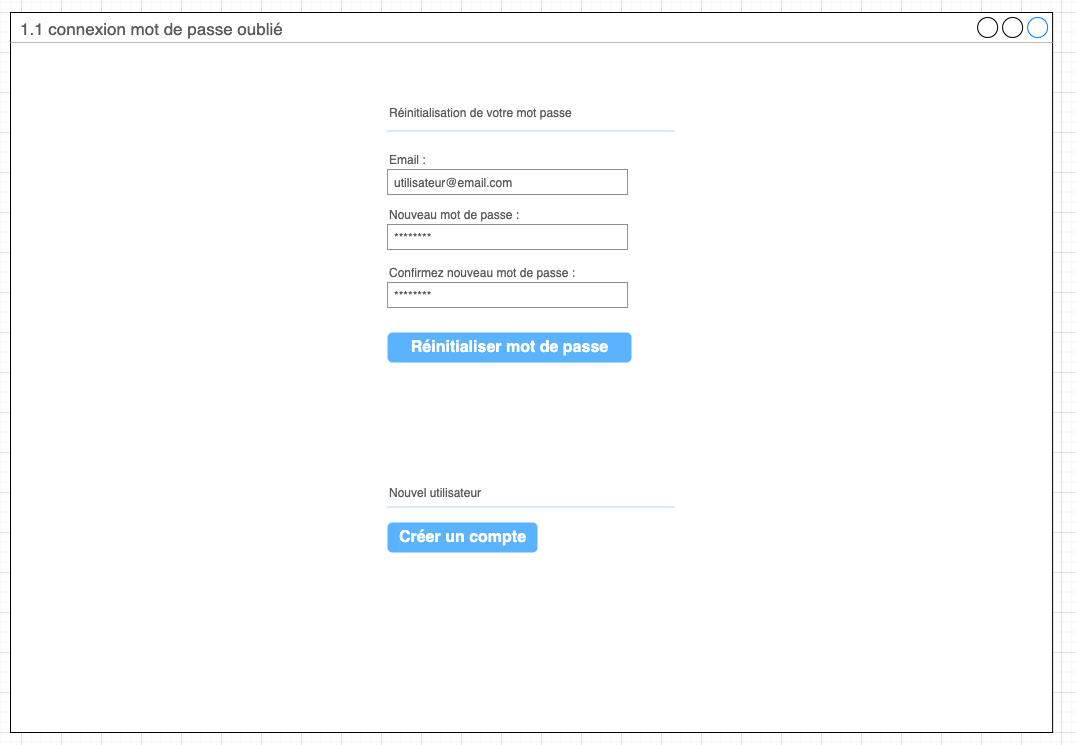 1.1 connexion mot de passe oublié
Réinitialisation de votre mot passe
Email :
utilisateur@email.com
Nouveau mot de passe :
********
Confirmez nouveau mot de passe :
********
Réinitialiser mot de passe
Nouvel utilisateur
Créer un compte